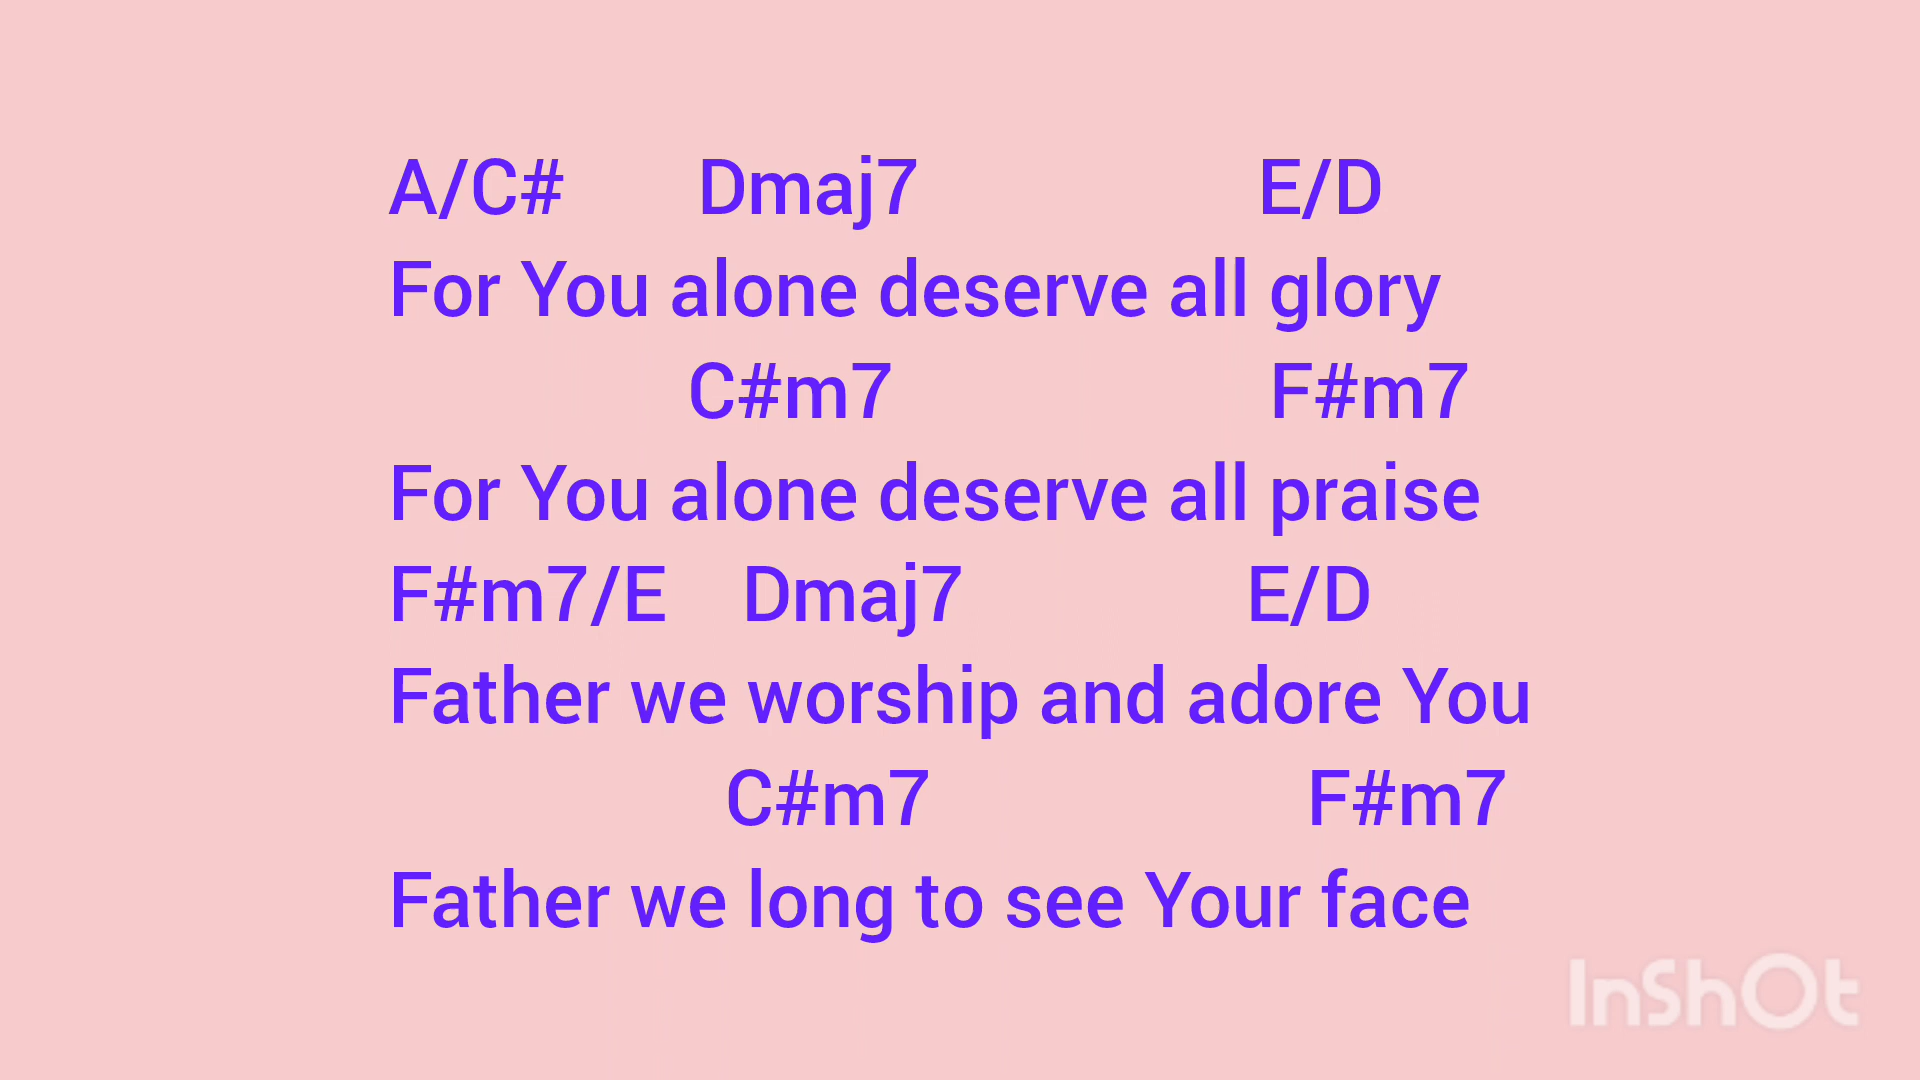 A/C# Dmaj7 E/D
For You alone deserve all glory
C#m7 F#m7
For You alone deserve all praise
F#m7/E Dmaj7 E/D
Father we worship and adore You
C#m7 F#m7
Father we long to see Your face
InShOt